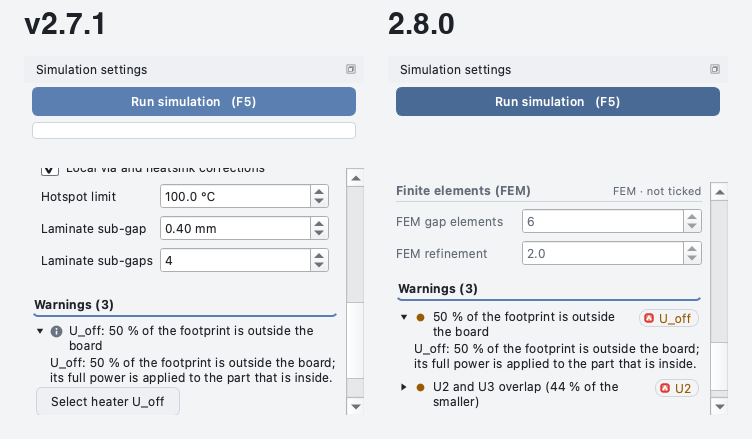 v2.7.1
Simulation settings
Run simulation (F5)
Local via and heatsink corrections
Hotspot limit 100.0 °C
Laminate sub-gap 0.40 mm
Laminate sub-gaps 4
Warnings (3)
U_off: 50 % of the footprint is outside the
board
U_off: 50 % of the footprint is outside the board;
its full power is applied to the part that is inside.
Select heater U_off
2.8.0
Simulation settings
Run simulation (F5)
Finite elements (FEM) FEM · not ticked
FEM gap elements 6
FEM refinement 2.0
Warnings (3)
50 % of the footprint is outside U_off
the board
U_off: 50 % of the footprint is outside the board;
its full power is applied to the part that is inside.
U2 and U3 overlap (44 % of the U2
smaller)